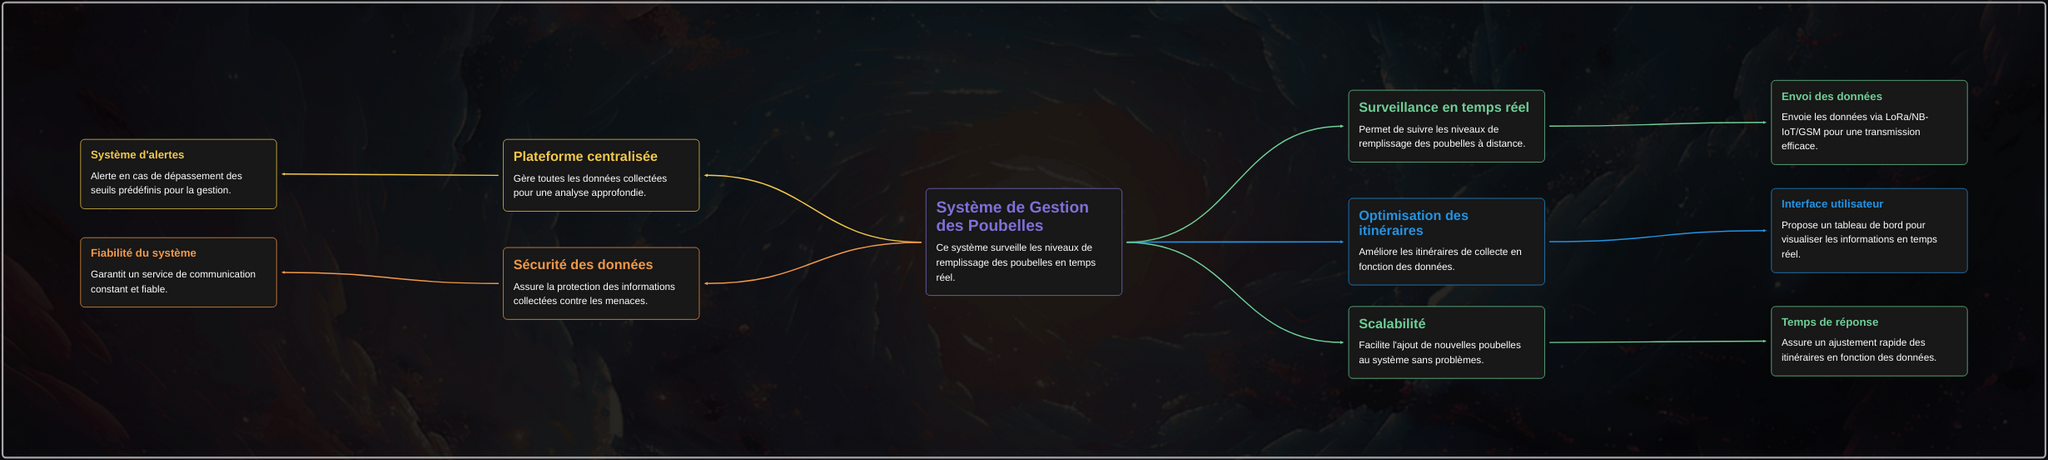 Système d'alertes
Alerte en cas de dépassement des
seuils prédéfinis pour la gestion.
Fiabilité du système
Garantit un service de communication
constant et fiable.
Plateforme centralisée
Gère toutes les données collectées
pour une analyse approfondie.
Sécurité des données
Assure la protection des informations
collectées contre les menaces.
Système de Gestion
des Poubelles
Ce système surveille les niveaux de
remplissage des poubelles en temps
réel.
Surveillance en temps réel
Permet de suivre les niveaux de
remplissage des poubelles à distance.
Optimisation des
itinéraires
Améliore les itinéraires de collecte en
fonction des données.
Scalabilité
Facilite l'ajout de nouvelles poubelles
au système sans problèmes.
Envoi des données
Envoie les données via LoRa/NB-
IoT/GSM pour une transmission
efficace.
Interface utilisateur
Propose un tableau de bord pour
visualiser les informations en temps
réel.
Temps de réponse
Assure un ajustement rapide des
itinéraires en fonction des données.